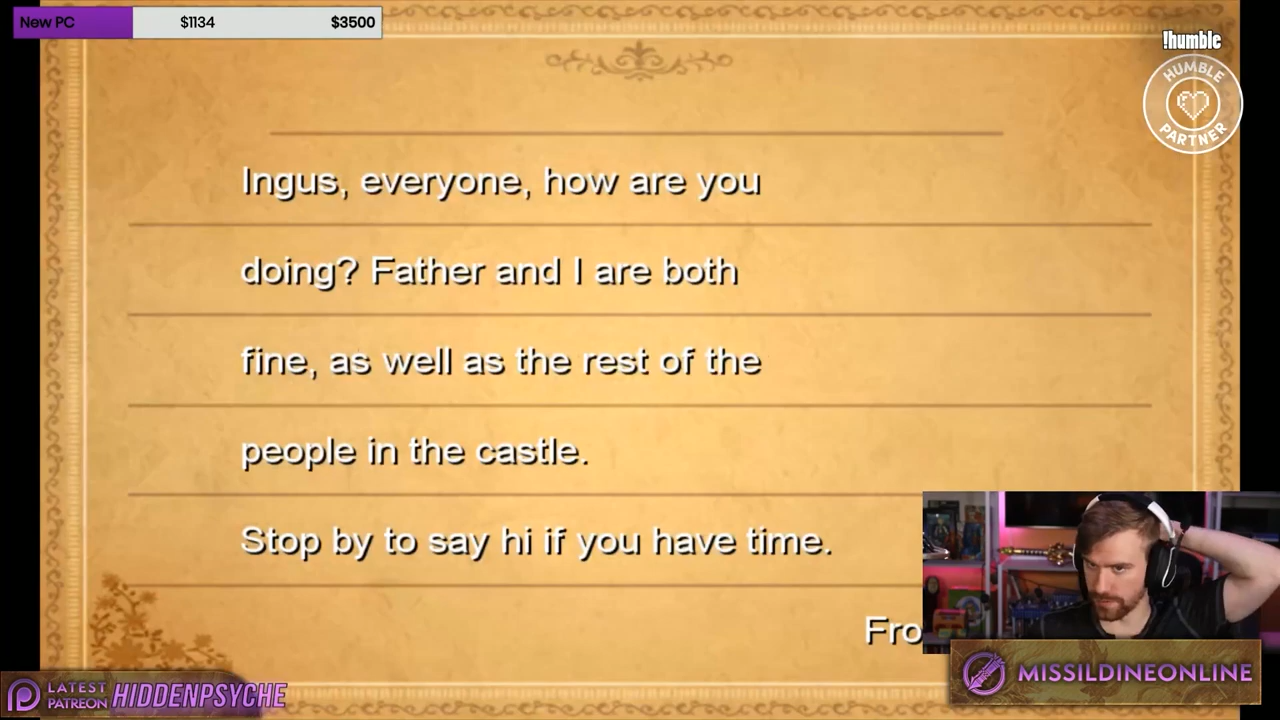 New PC $1134 $3500
!humble
HUMBLE
PARTNER
Ingus, everyone, how are you
doing? Father and I are both
fine, as well as the rest of the
people in the castle.
Stop by to say hi if you have time.
Fro
LATEST
PATREON HIDDENPSYCHE
MISSILDINEONLINE